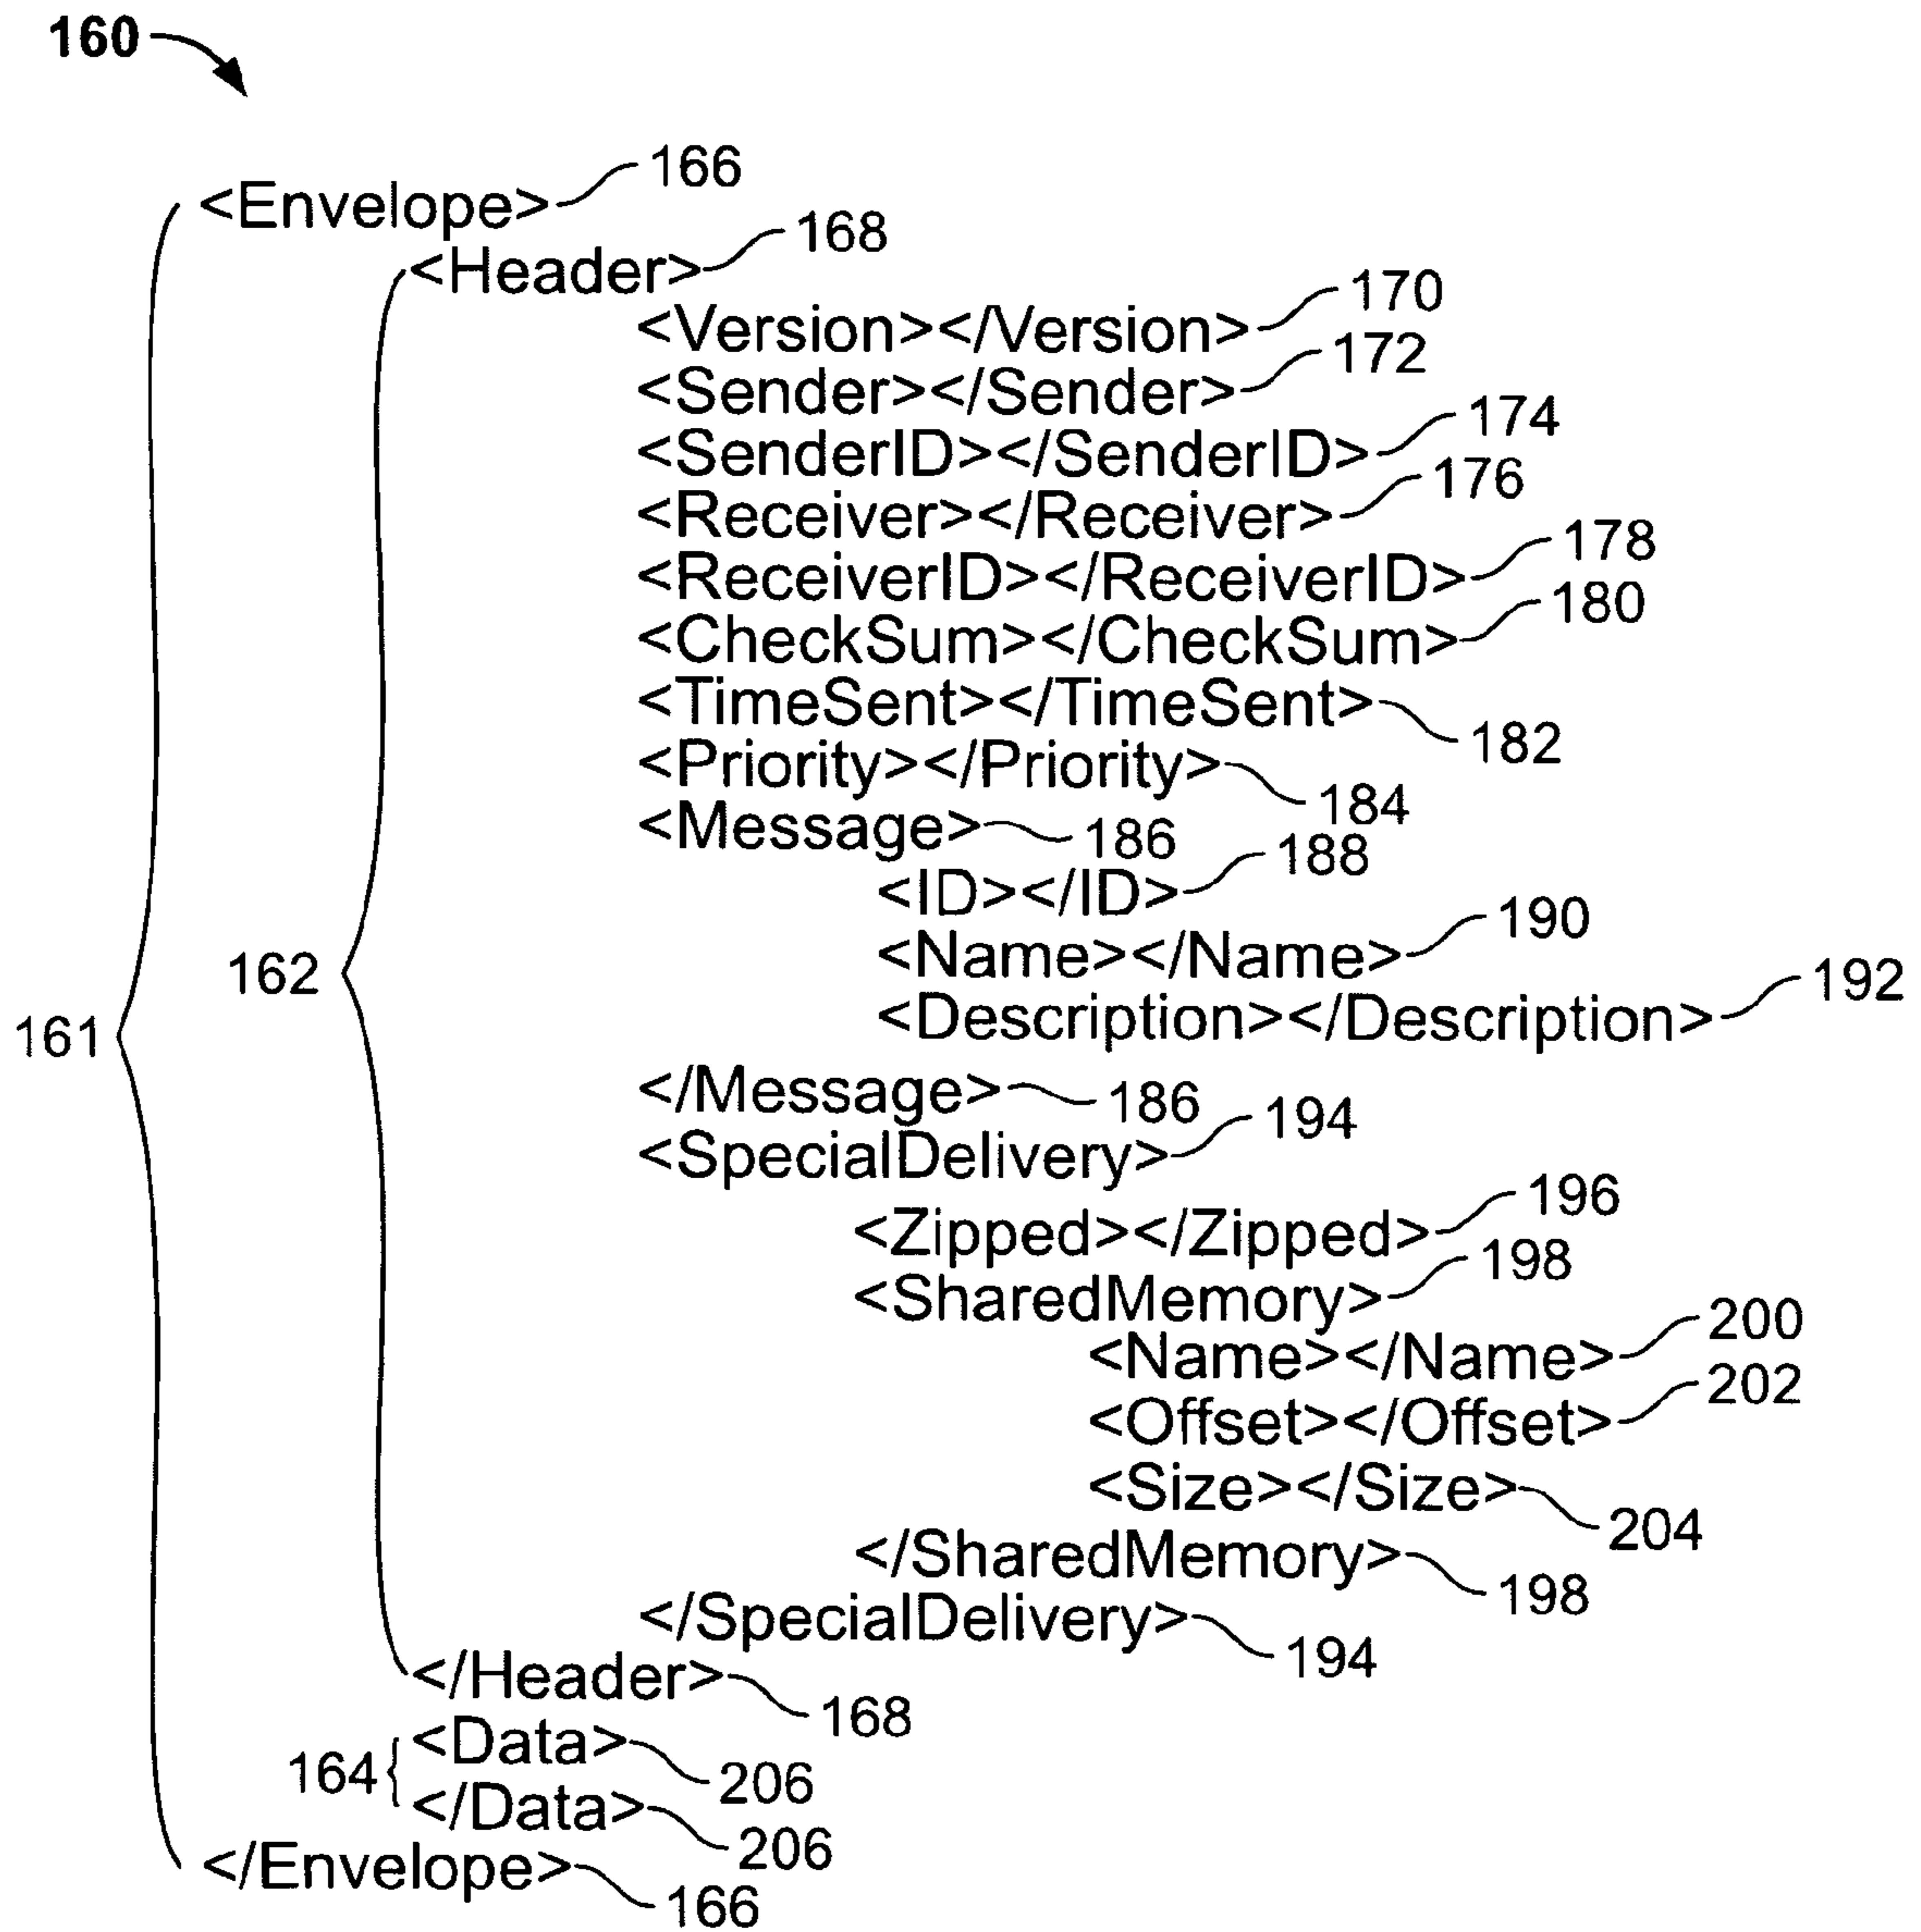 160
<Envelope> 166
<Header> 168
<Version></Version> 170
<Sender></Sender> 172
<SenderID></SenderID> 174
<Receiver></Receiver> 176
<ReceiverID></ReceiverID> 178
<CheckSum></CheckSum> 180
<TimeSent></TimeSent> 182
<Priority></Priority> 184
<Message> 186
<ID></ID> 188
<Name></Name> 190
162
<Description></Description> 192
161
</Message> 186
<SpecialDelivery> 194
<Zipped></Zipped> 196
<SharedMemory> 198
<Name></Name> 200
<Offset></Offset> 202
<Size></Size> 204
</SharedMemory> 198
</SpecialDelivery> 194
</Header> 168
<Data> 206
164
</Data> 206
</Envelope> 166